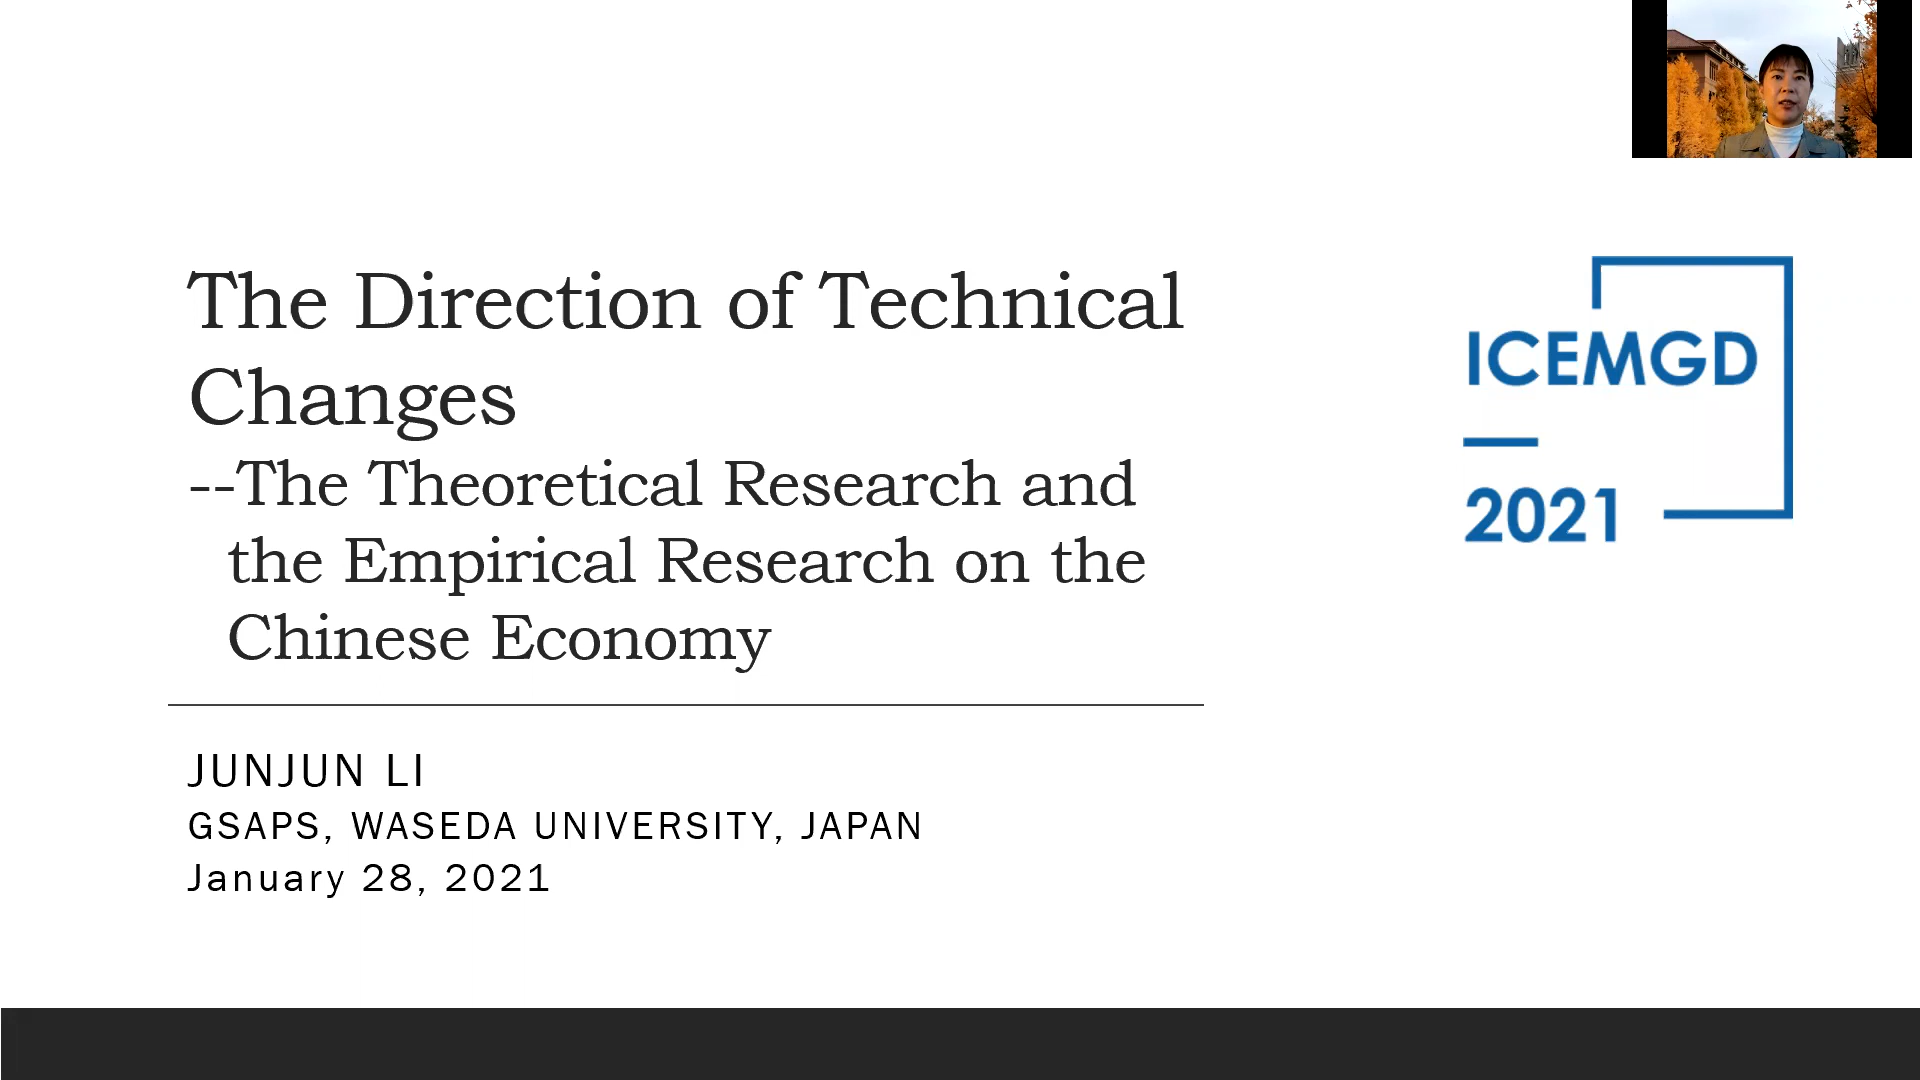 The Direction of Technical
Changes
--The Theoretical Research and
the Empirical Research on the
Chinese Economy
JUNJUN LI
GSAPS, WASEDA UNIVERSITY, JAPAN
January 28, 2021
ICEMGD
2021